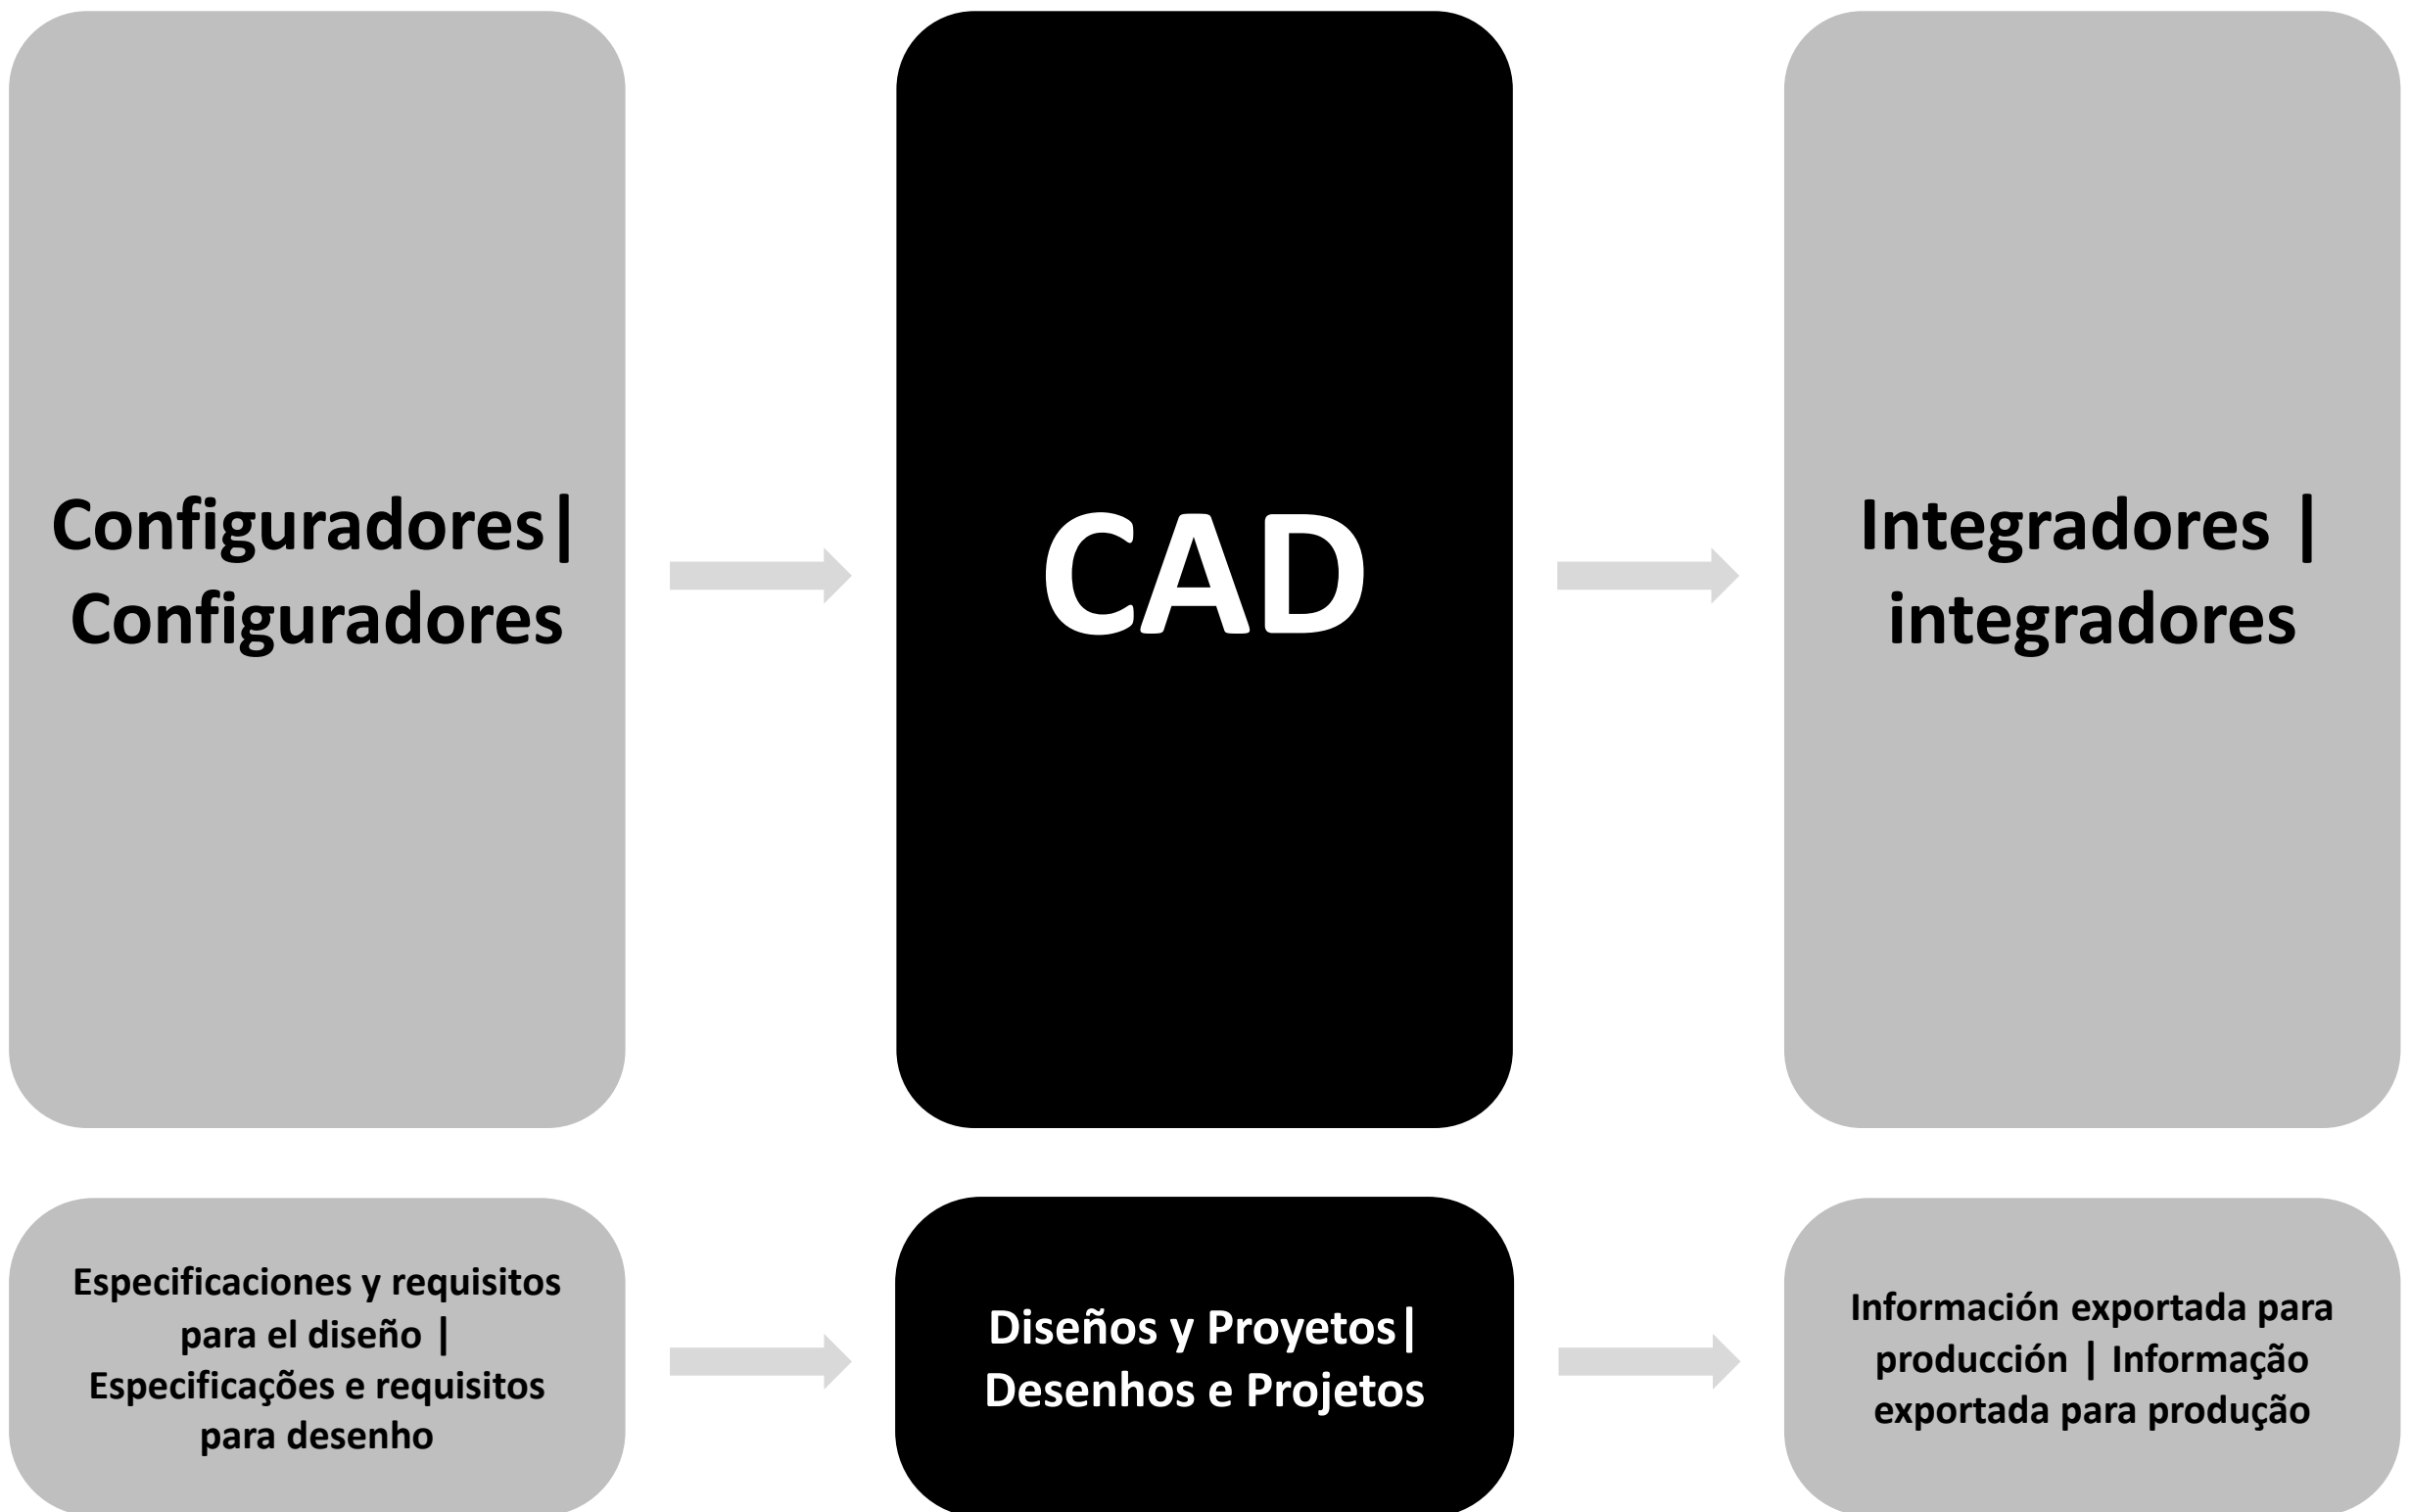 Configuradores|
Configuradores
CAD
Integradores |
integradores
Especificaciones y requisitos
para el diseño |
Especificações e requisitos
para desenho
Diseños y Proyetos|
Desenhos e Projetos
Información exportada para
producción | Informação
exportada para produção